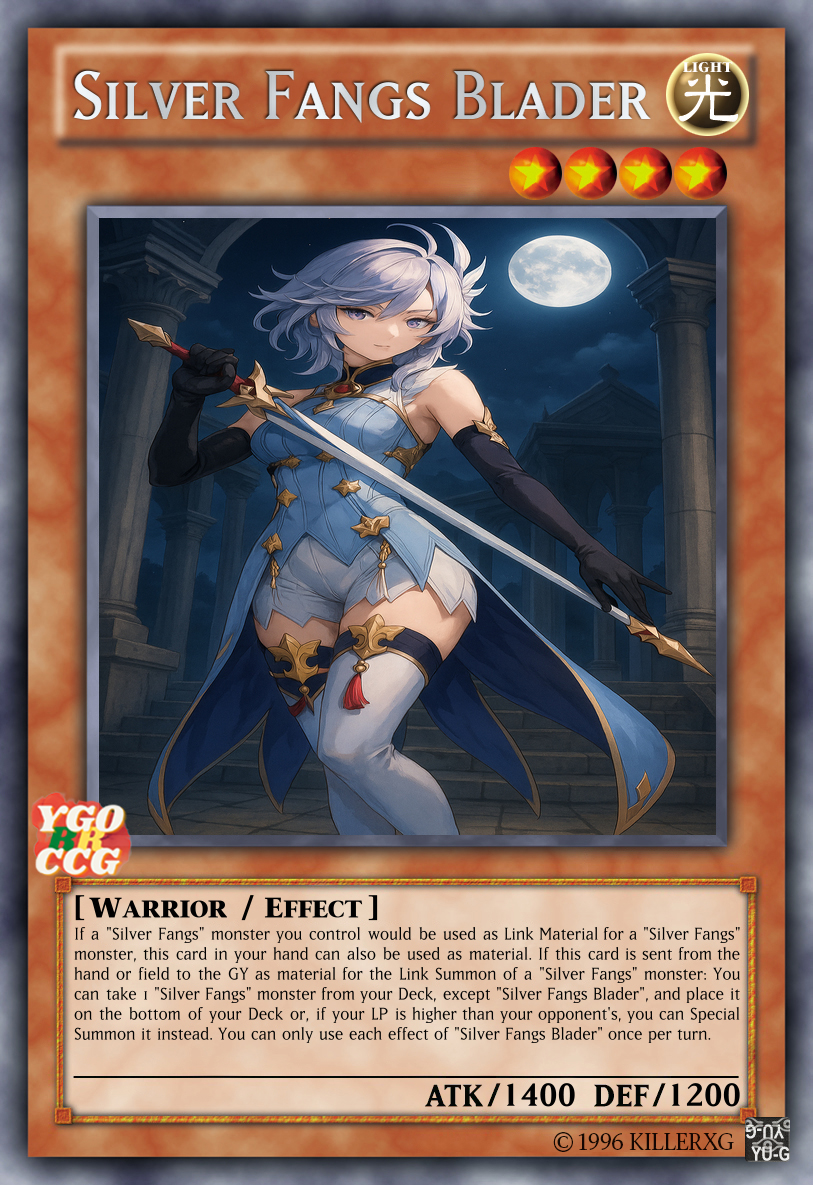 SILVER FANGS BLADER
LIGHT
光
YGO
BR
CCG
[ WARRIOR / EFFECT ]
If a "Silver Fangs" monster you control would be used as Link Material for a "Silver Fangs"
monster, this card in your hand can also be used as material. If this card is sent from the
hand or field to the GY as material for the Link Summon of a "Silver Fangs" monster: You
can take 1 "Silver Fangs" monster from your Deck, except "Silver Fangs Blader", and place it
on the bottom of your Deck or, if your LP is higher than your opponent's, you can Special
Summon it instead. You can only use each effect of "Silver Fangs Blader" once per turn.
ATK/1400 DEF/1200
© 1996 KILLERXG
YU-G
YU-G